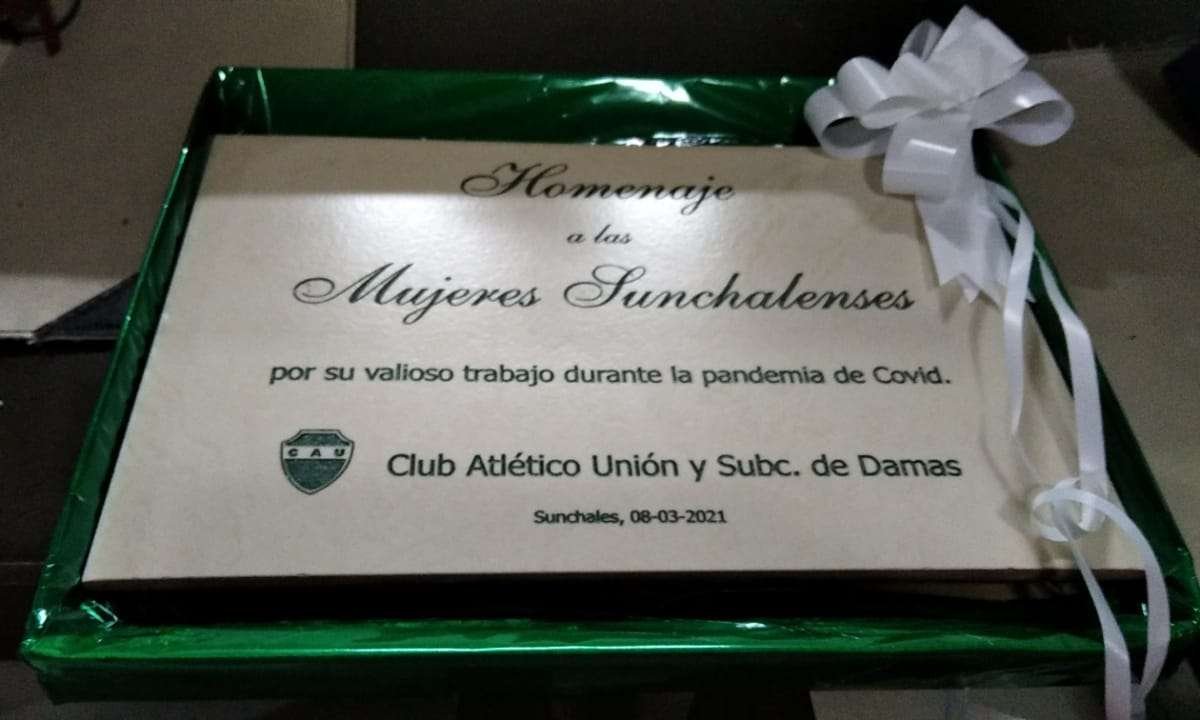 Homenaje
a las
Mujeres Sunchalenses
por su valioso trabajo durante la pandemia de Covid.
CAU
Club Atlético Unión y Subc. de Damas
Sunchales, 08-03-2021